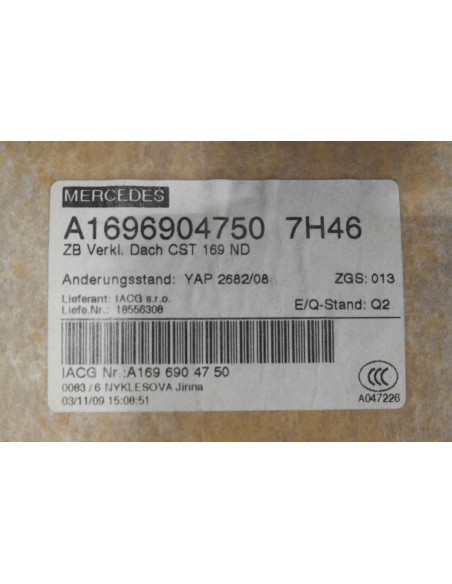 MERCEDES
A1696904750 7H46
ZB Verkl. Dach CST 169 ND
Anderungsstand: YAP 2682/08 ZGS: 013
Lieferant: IACG s.r.o.
Liefe.Nr.: 18556308 E/Q-Stand: Q2
IACG Nr.:A169 690 47 50
0083 / 6 NYKLESOVA Jirina
03/11/09 15:08:51
CCC
A047226